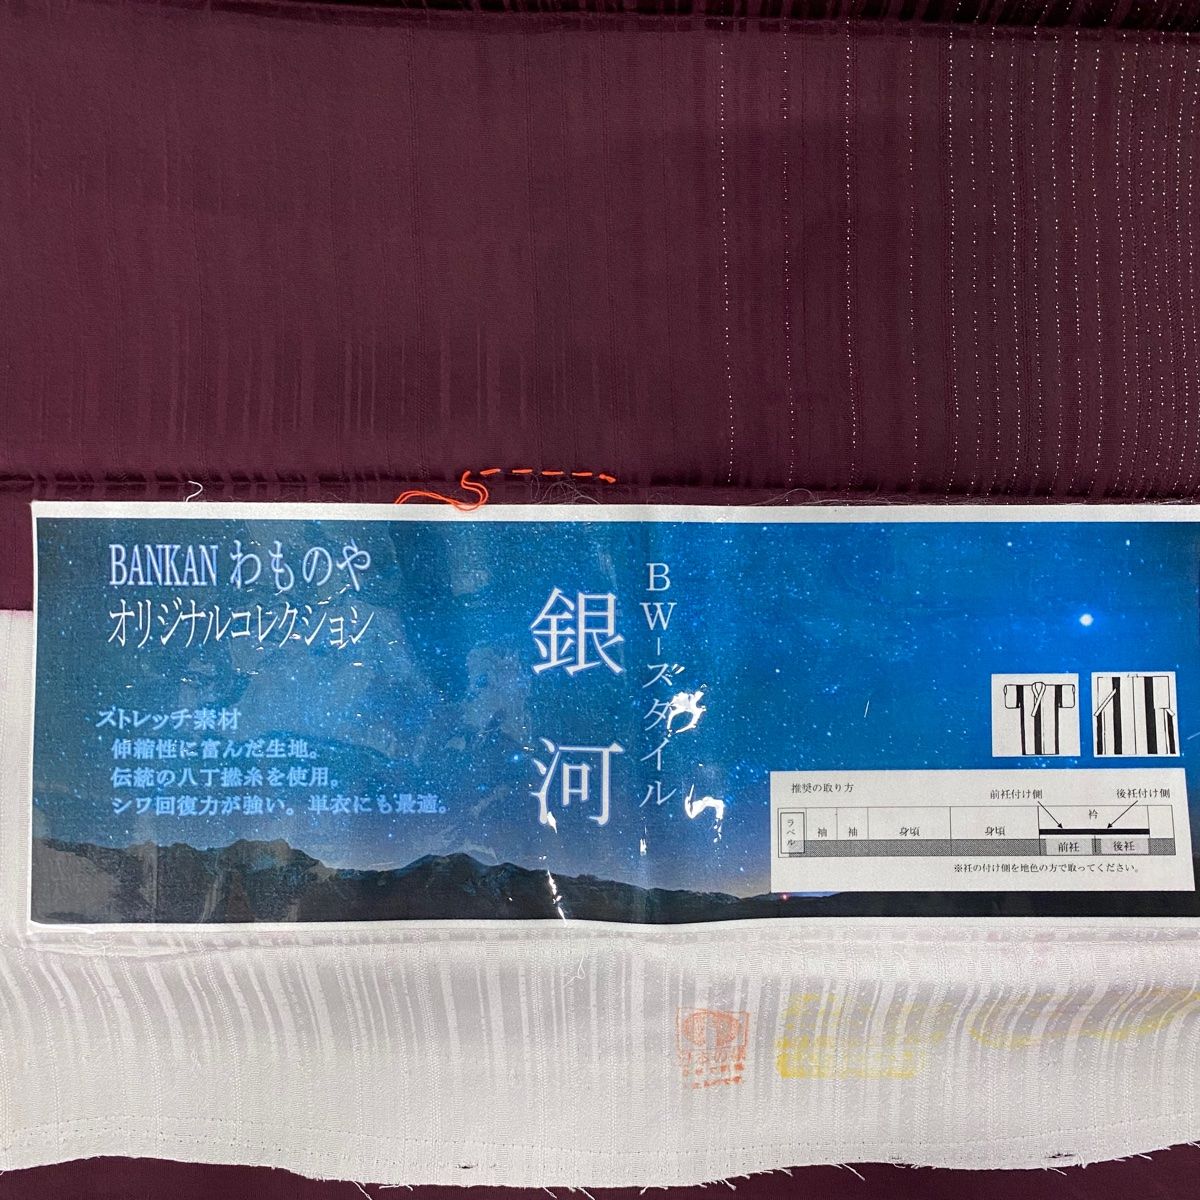 BANKAN わものや
オリジナルコレクション
ストレッチ素材
伸縮性に富んだ生地。
伝統の八丁撚糸を使用。
シワ回復力が強い。単衣にも最適。
BW-ズタイル
銀河
推奨の取り方
前衽付け側
後衽付け側
ラベル
袖
袖
身頃
身頃
衿
前衽
後衽
※衽の付け側を地色の方で取ってください。